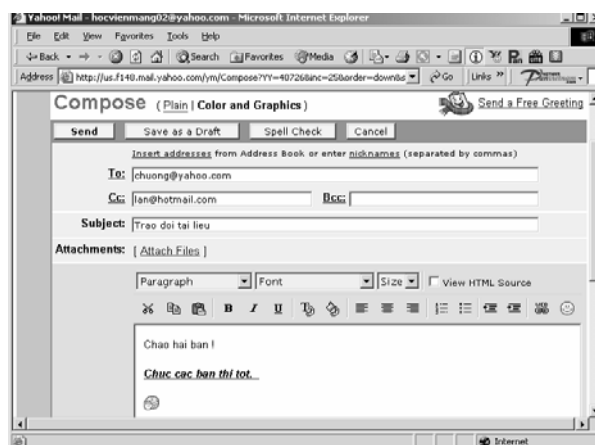 Yahoo! Mail - hocvienmang02@yahoo.com - Microsoft Internet Explorer
File Edit View Favorites Tools Help
Back Search Favorites Media
Address http://us.f140.mail.yahoo.com/ym/Compose?YY=40726&inc=25&order=down&s Go Links »
Compose ( Plain | Color and Graphics ) Send a Free Greeting
Send Save as a Draft Spell Check Cancel
Insert addresses from Address Book or enter nicknames (separated by commas)
To: chuong@yahoo.com
Cc: lan@hotmail.com Bcc:
Subject: Trao doi tai lieu
Attachments: [ Attach Files ]
Paragraph Font Size View HTML Source
B I U
Chao hai ban !
Chuc cac ban thi tot.
Internet